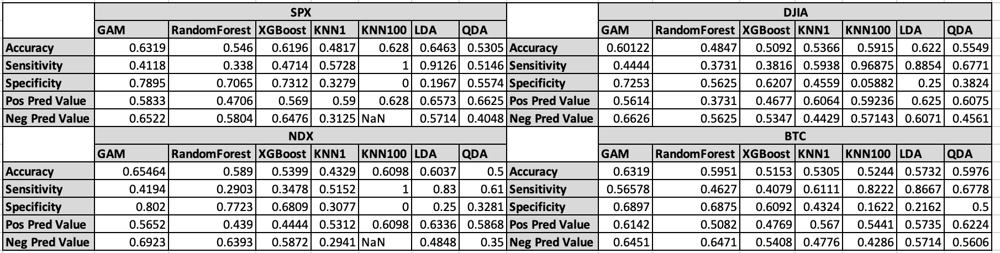 SPX DJIA
GAM RandomForest XGBoost KNN1 KNN100 LDA QDA GAM RandomForest XGBoost KNN1 KNN100 LDA QDA
Accuracy 0.6319 0.546 0.6196 0.4817 0.628 0.6463 0.5305 Accuracy 0.60122 0.4847 0.5092 0.5366 0.5915 0.622 0.5549
Sensitivity 0.4118 0.338 0.4714 0.5728 1 0.9126 0.5146 Sensitivity 0.4444 0.3731 0.3816 0.5938 0.96875 0.8854 0.6771
Specificity 0.7895 0.7065 0.7312 0.3279 0 0.1967 0.5574 Specificity 0.7253 0.5625 0.6207 0.4559 0.05882 0.25 0.3824
Pos Pred Value 0.5833 0.4706 0.569 0.59 0.628 0.6573 0.6625 Pos Pred Value 0.5614 0.3731 0.4677 0.6064 0.59236 0.625 0.6075
Neg Pred Value 0.6522 0.5804 0.6476 0.3125 NaN 0.5714 0.4048 Neg Pred Value 0.6626 0.5625 0.5347 0.4429 0.57143 0.6071 0.4561
NDX BTC
GAM RandomForest XGBoost KNN1 KNN100 LDA QDA GAM RandomForest XGBoost KNN1 KNN100 LDA QDA
Accuracy 0.65464 0.589 0.5399 0.4329 0.6098 0.6037 0.5 Accuracy 0.6319 0.5951 0.5153 0.5305 0.5244 0.5732 0.5976
Sensitivity 0.4194 0.2903 0.3478 0.5152 1 0.83 0.61 Sensitivity 0.56578 0.4627 0.4079 0.6111 0.8222 0.8667 0.6778
Specificity 0.802 0.7723 0.6809 0.3077 0 0.25 0.3281 Specificity 0.6897 0.6875 0.6092 0.4324 0.1622 0.2162 0.5
Pos Pred Value 0.5652 0.439 0.4444 0.5312 0.6098 0.6336 0.5868 Pos Pred Value 0.6142 0.5082 0.4769 0.567 0.5441 0.5735 0.6224
Neg Pred Value 0.6923 0.6393 0.5872 0.2941 NaN 0.4848 0.35 Neg Pred Value 0.6451 0.6471 0.5408 0.4776 0.4286 0.5714 0.5606